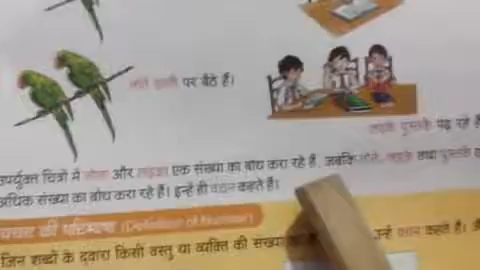 तोते डाली पर बैठे हैं।
लड़के पुस्तकें पढ़ रहे हैं
उपर्युक्त चित्रों में तोता और लड़का एक संख्या का बोध करा रहे हैं, जबकि तोते, लड़के तथा पुस्तकें
अधिक संख्या का बोध करा रहे हैं। इन्हें ही वचन कहते हैं।
वचन की परिभाषा (Definition of Number)
जिन शब्दों के द्वारा किसी वस्तु या व्यक्ति की संख्या का उन्हें वचन कहते हैं।